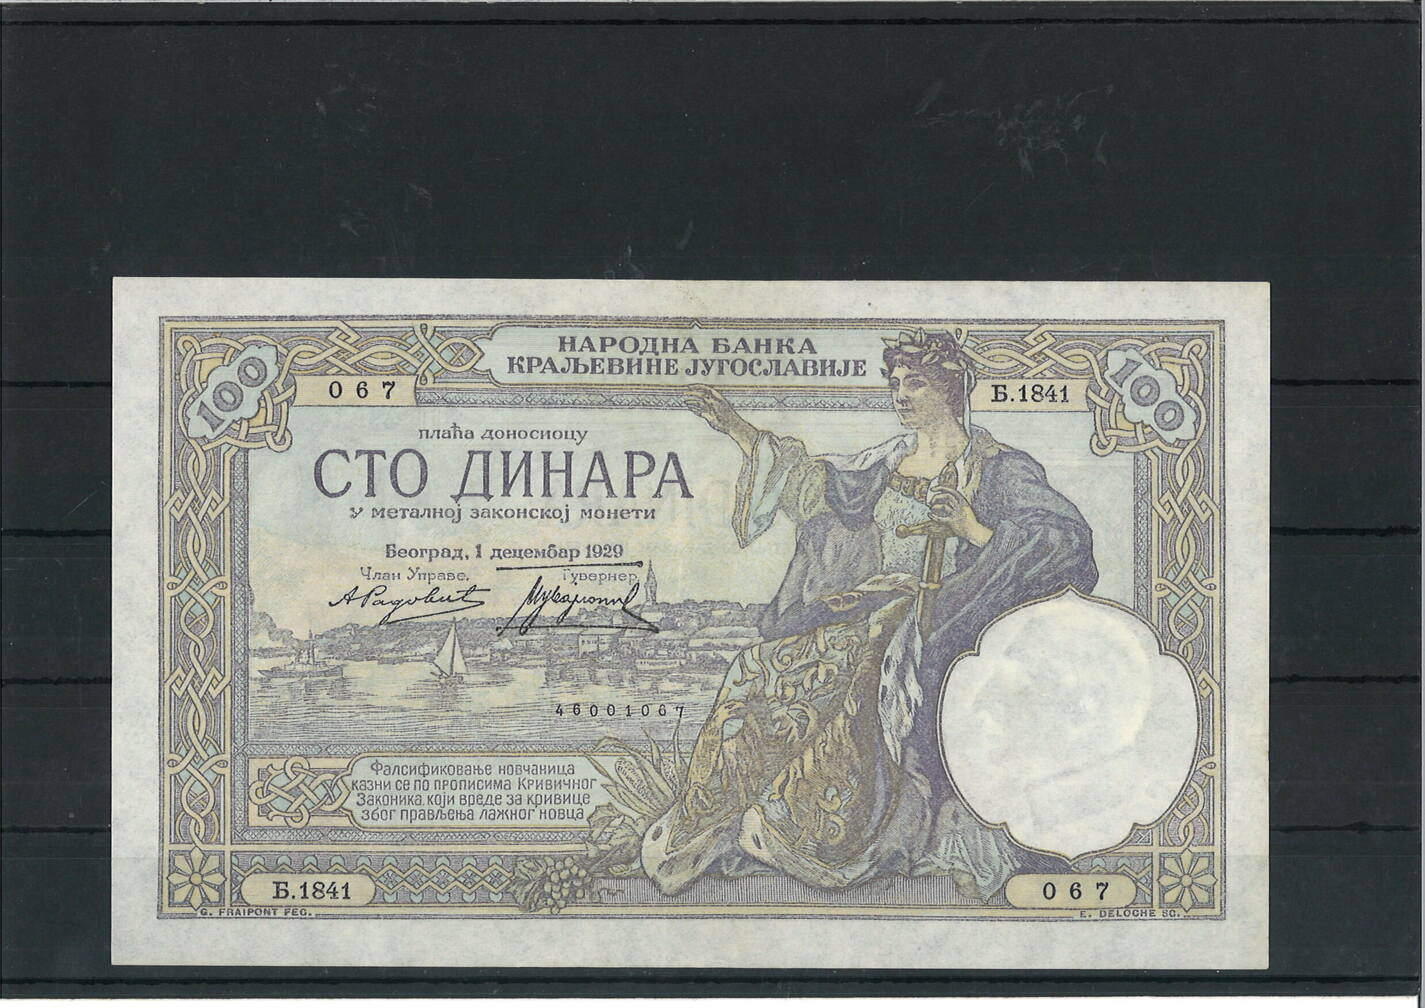 НАРОДНА БАНКА
КРАЉЕВИНЕ ЈУГОСЛАВИЈЕ
100
067
Б.1841
100
плаћа доносиоцу
СТО ДИНАРА
у металној законској монети
Београд, 1 децембар 1929
Члан Управе,
Гувернер,
А Радовић
46001067
Фалсификовање новчаница
казни се по прописима Кривичног
Законика, који вреде за кривице
због прављења лажног новца
Б.1841
067
G. FRAIPONT FEC.
E. DELOCHE SC.